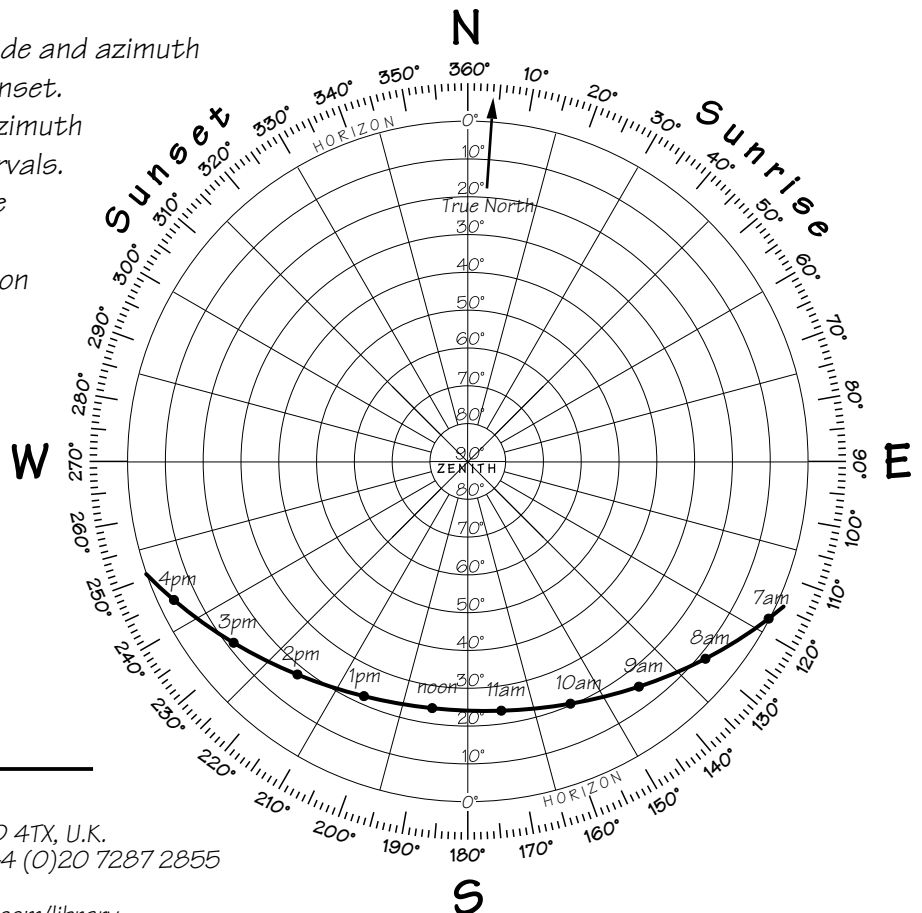 de and azimuth
nset.
zimuth
rvals.
e
on
N
Sunset
Sunrise
W
E
S
360°
10°
20°
30°
40°
50°
60°
70°
80°
90°
100°
110°
120°
130°
140°
150°
160°
170°
180°
190°
200°
210°
220°
230°
240°
250°
260°
270°
280°
290°
300°
310°
320°
330°
340°
350°
HORIZON
0°
10°
20°
True North
30°
40°
50°
60°
70°
80°
90°
ZENITH
80°
70°
60°
50°
40°
30°
20°
10°
0°
HORIZON
4pm
3pm
2pm
1pm
noon
11am
10am
9am
8am
7am
4TX, U.K.
4 (0)20 7287 2855
com/library